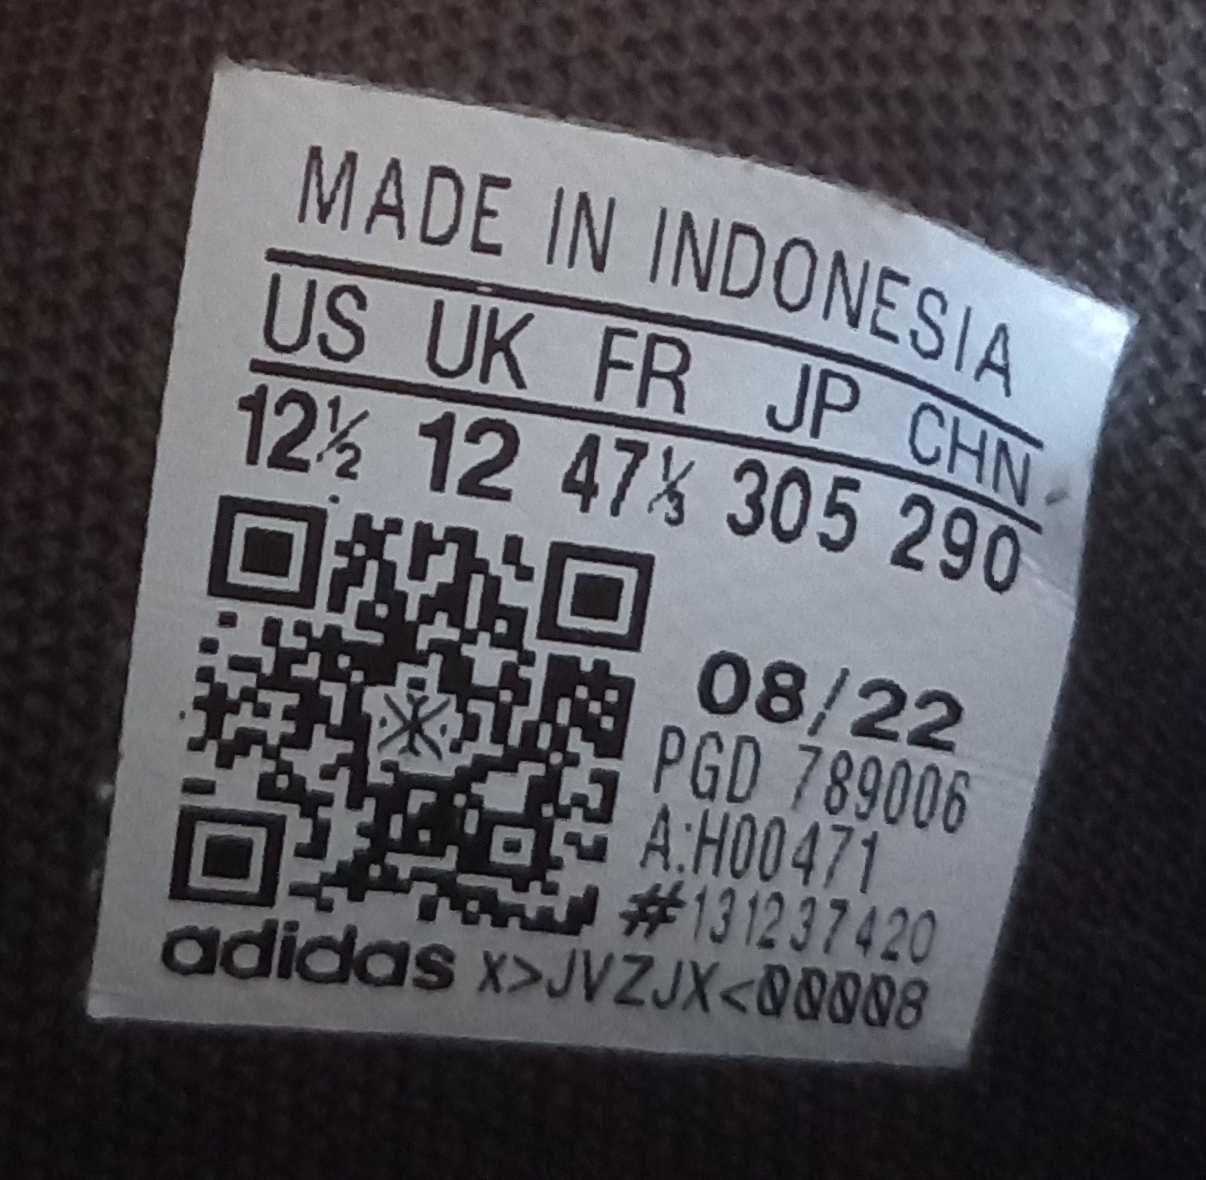 MADE IN INDONESIA
US UK FR JP CHN
12½ 12 47⅓ 305 290
08/22
PGD 789006
A:H00471
#131237420
adidas X>JVZJX<00008